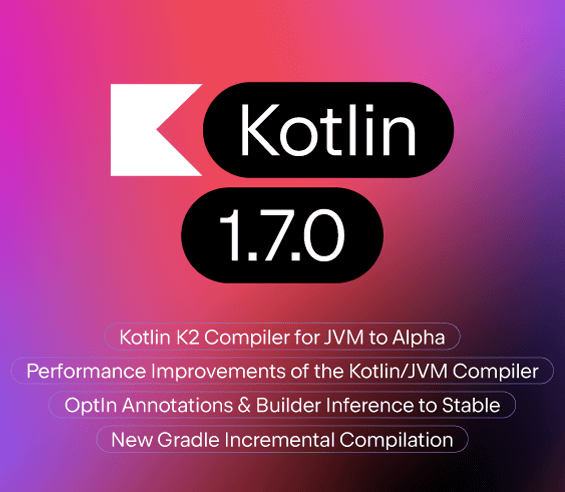 Kotlin
1.7.0
Kotlin K2 Compiler for JVM to Alpha
Performance Improvements of the Kotlin/JVM Compiler
OptIn Annotations & Builder Inference to Stable
New Gradle Incremental Compilation